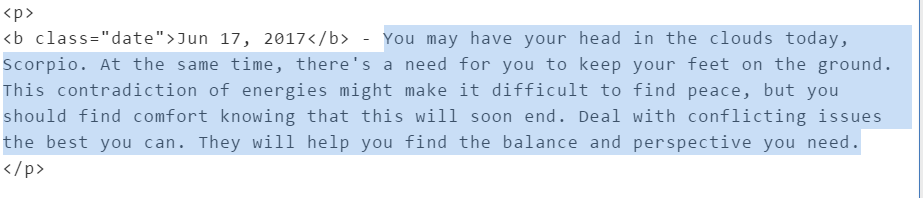 <p>
<b class="date">Jun 17, 2017</b> - You may have your head in the clouds today,
Scorpio. At the same time, there's a need for you to keep your feet on the ground.
This contradiction of energies might make it difficult to find peace, but you
should find comfort knowing that this will soon end. Deal with conflicting issues
the best you can. They will help you find the balance and perspective you need.
</p>